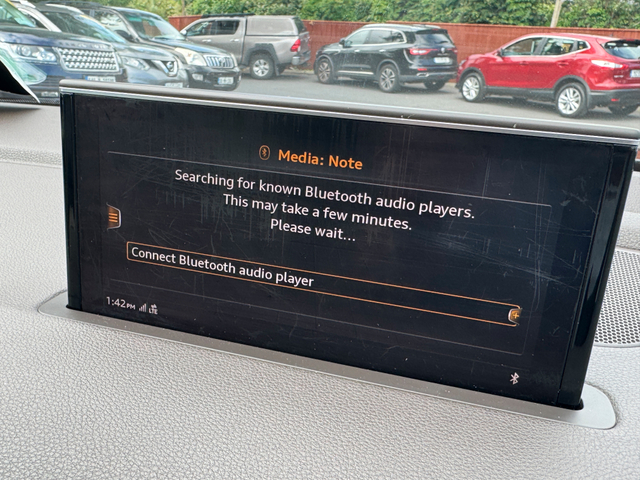 Media: Note
Searching for known Bluetooth audio players.
This may take a few minutes.
Please wait...
Connect Bluetooth audio player
1:42PM LTE